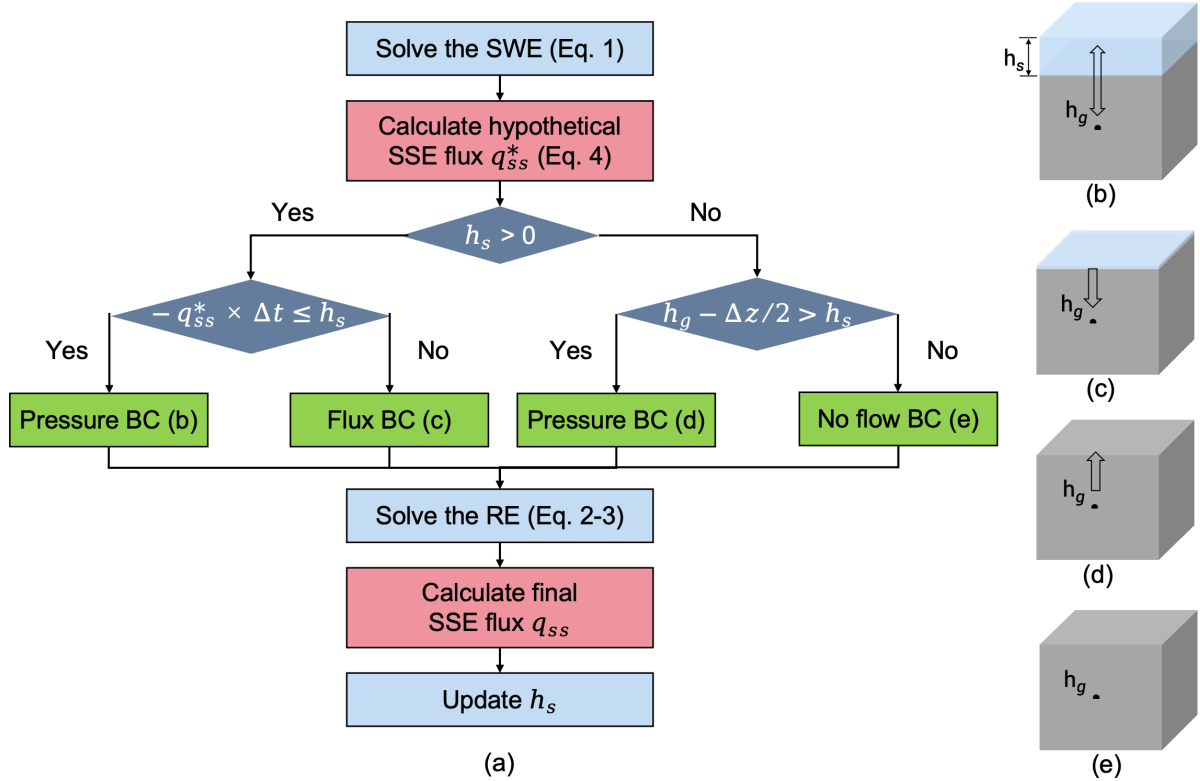 Solve the SWE (Eq. 1)
Calculate hypothetical
SSE flux q*ss (Eq. 4)
Yes
No
hs > 0
− q*ss × Δt ≤ hs
hg − Δz/2 > hs
Yes
No
Yes
No
Pressure BC (b)
Flux BC (c)
Pressure BC (d)
No flow BC (e)
Solve the RE (Eq. 2-3)
Calculate final
SSE flux qss
Update hs
(a)
hs
hg
(b)
hg
(c)
hg
(d)
hg
(e)